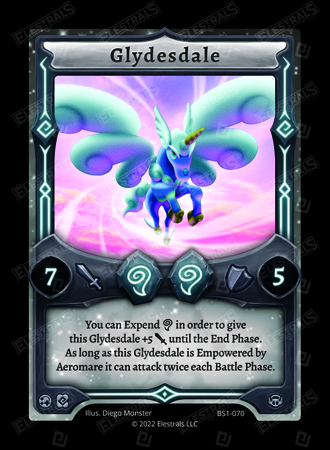 Glydesdale
7 5
You can Expend in order to give
this Glydesdale +5 until the End Phase.
As long as this Glydesdale is Empowered by
Aeromare it can attack twice each Battle Phase.
Illus. Diego Monster BS1-070
© 2022 Elestrals LLC
ELESTRALS